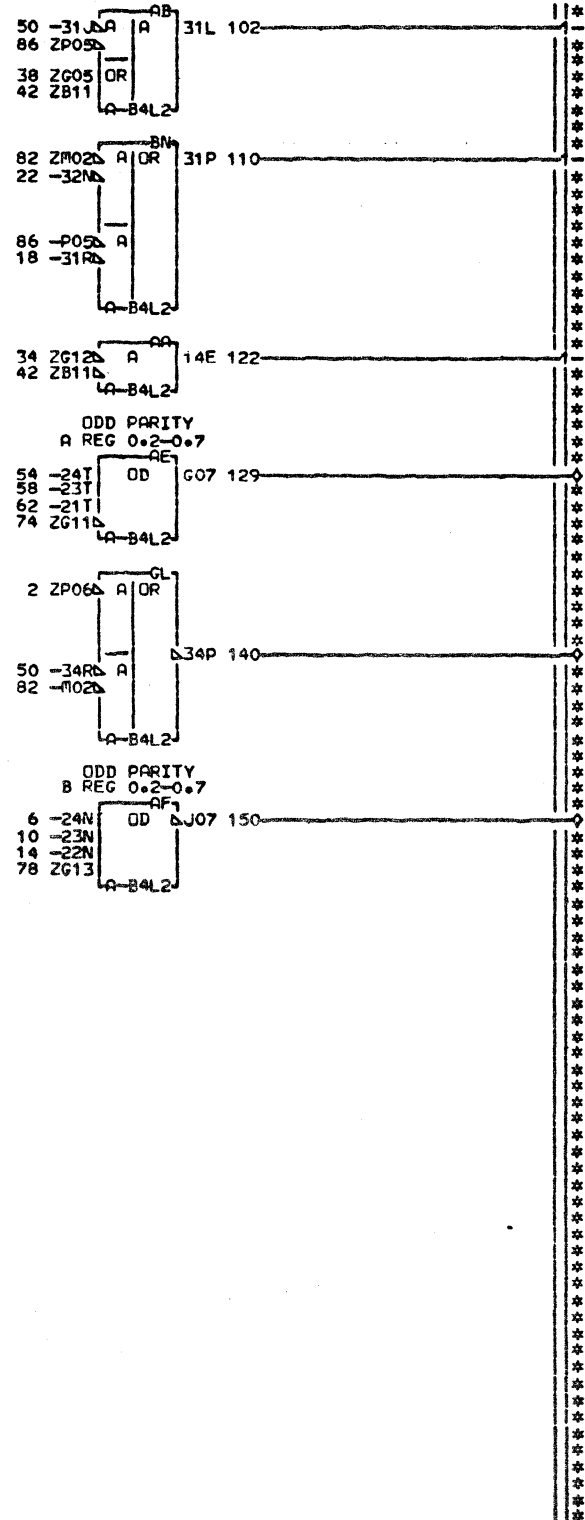 AB
50 -31J A A 31L 102
86 ZP05
38 ZG05 OR
42 ZB11
A-B4L2
BN
82 ZM02 A OR 31P 110
22 -32N
86 -P05 A
18 -31R
A-B4L2
AA
34 ZG12 A 14E 122
42 ZB11
A-B4L2
ODD PARITY
A REG 0.2-0.7
AE
54 -24T OD G07 129
58 -23T
62 -21T
74 ZG11
A-B4L2
GL
2 ZP06 A OR
34P 140
50 -34R A
82 -M02
A-B4L2
ODD PARITY
B REG 0.2-0.7
AF
6 -24N OD J07 150
10 -23N
14 -22N
78 ZG13
A-B4L2